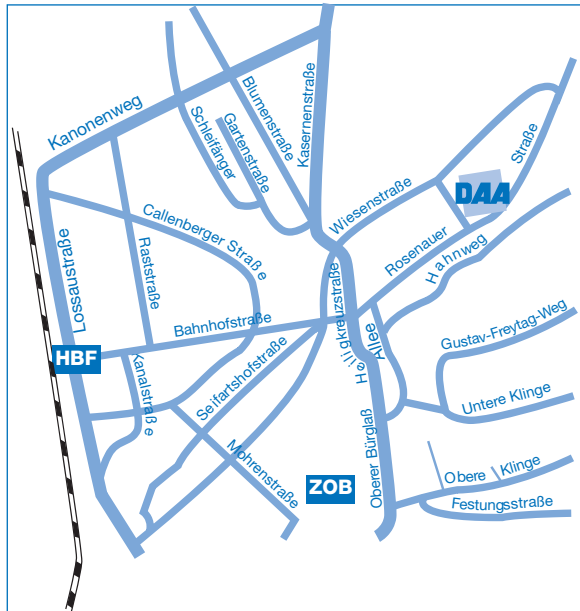 Kanonenweg
Schleifänger
Gartenstraße
Blumenstraße
Kasernenstraße
Wiesenstraße
DAA
Straße
Rosenauer
Hahnweg
Callenberger Straße
Raststraße
Lossaustraße
Bahnhofstraße
HBF
Kanalstraße
Seifartshofstraße
Heiligkreuzstraße
Allee
Gustav-Freytag-Weg
Untere Klinge
Mohrenstraße
ZOB
Oberer Bürglaß
Obere Klinge
Festungsstraße